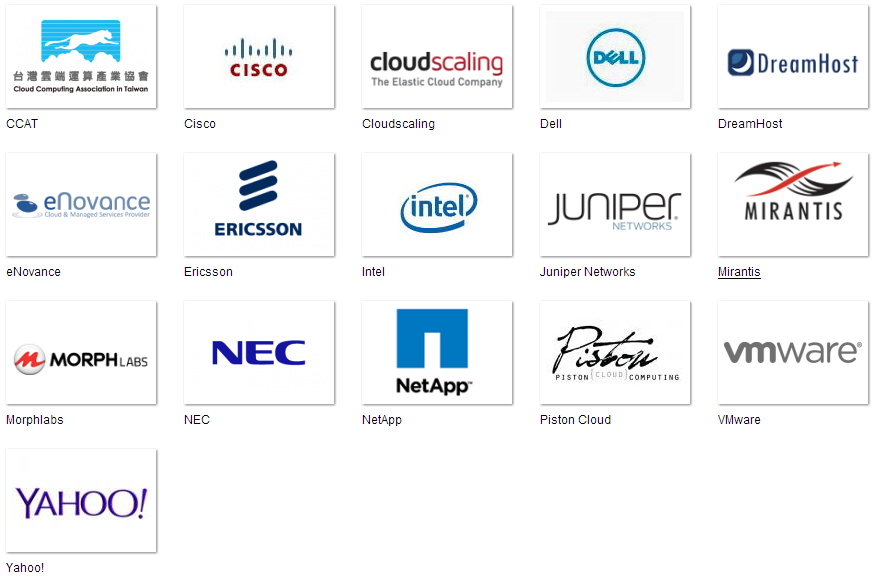 台灣雲端運算產業協會
Cloud Computing Association in Taiwan
CCAT
CISCO
Cisco
cloudscaling
The Elastic Cloud Company
Cloudscaling
DELL
Dell
DreamHost
DreamHost
eNovance
Cloud & Managed Services Provider
eNovance
ERICSSON
Ericsson
intel®
Intel
JUNIPER®
NETWORKS
Juniper Networks
MIRANTIS
Mirantis
M MORPHLABS
Morphlabs
NEC
NEC
NetApp™
NetApp
Piston
PISTON {CLOUD} COMPUTING
Piston Cloud
vmware®
VMware
YAHOO!
Yahoo!